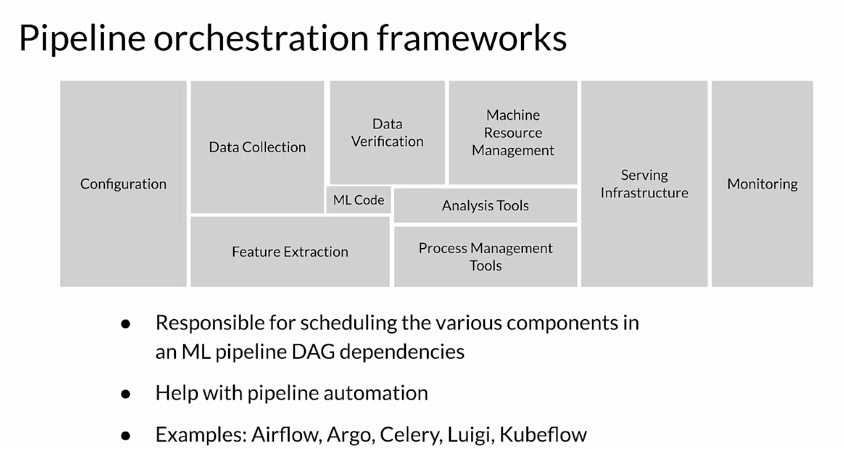 Pipeline orchestration frameworks
Configuration
Data Collection
Data
Verification
Machine
Resource
Management
Serving
Infrastructure
Monitoring
ML Code
Analysis Tools
Feature Extraction
Process Management
Tools
● Responsible for scheduling the various components in
an ML pipeline DAG dependencies
● Help with pipeline automation
● Examples: Airflow, Argo, Celery, Luigi, Kubeflow